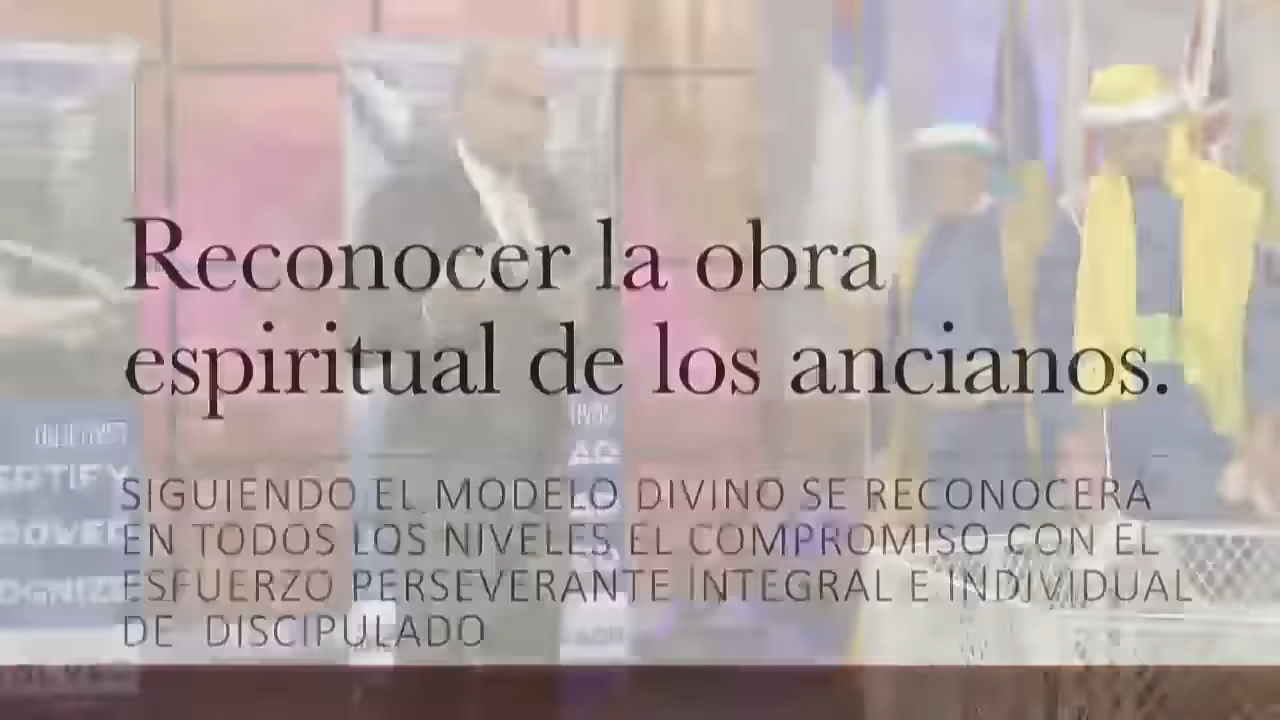 Reconocer la obra
espiritual de los ancianos.
SIGUIENDO EL MODELO DIVINO SE RECONOCERÁ
EN TODOS LOS NIVELES EL COMPROMISO CON EL
ESFUERZO PERSEVERANTE INTEGRAL E INDIVIDUAL
DE DISCIPULADO